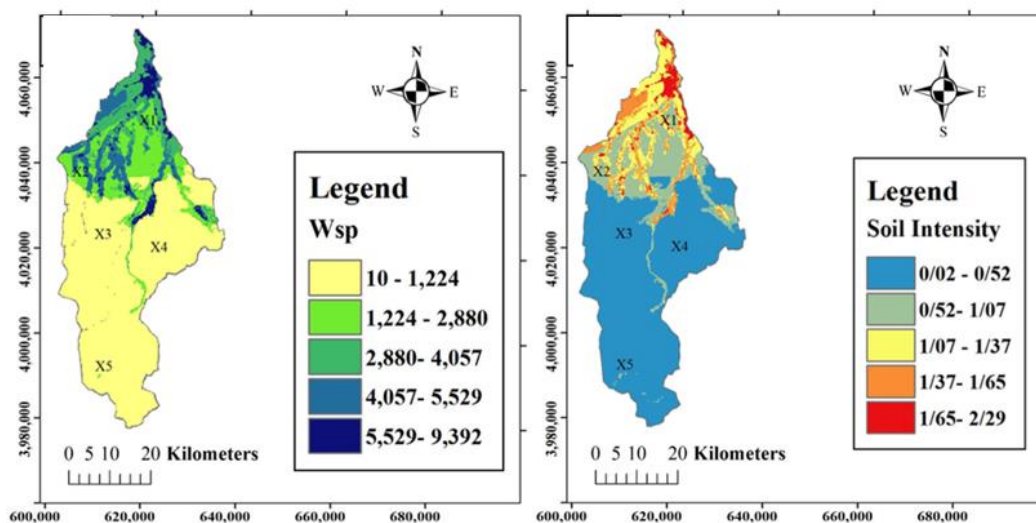 N
W E
S
4,060,000
4,040,000
4,020,000
4,000,000
3,980,000
X1
X2
X3
X4
X5
Legend
Wsp
10 - 1,224
1,224 - 2,880
2,880- 4,057
4,057- 5,529
5,529- 9,392
0 5 10 20 Kilometers
600,000 620,000 640,000 660,000 680,000
N
W E
S
4,060,000
4,040,000
4,020,000
4,000,000
3,980,000
X1
X2
X3
X4
X5
Legend
Soil Intensity
0/02 - 0/52
0/52- 1/07
1/07 - 1/37
1/37- 1/65
1/65- 2/29
0 5 10 20 Kilometers
600,000 620,000 640,000 660,000 680,000